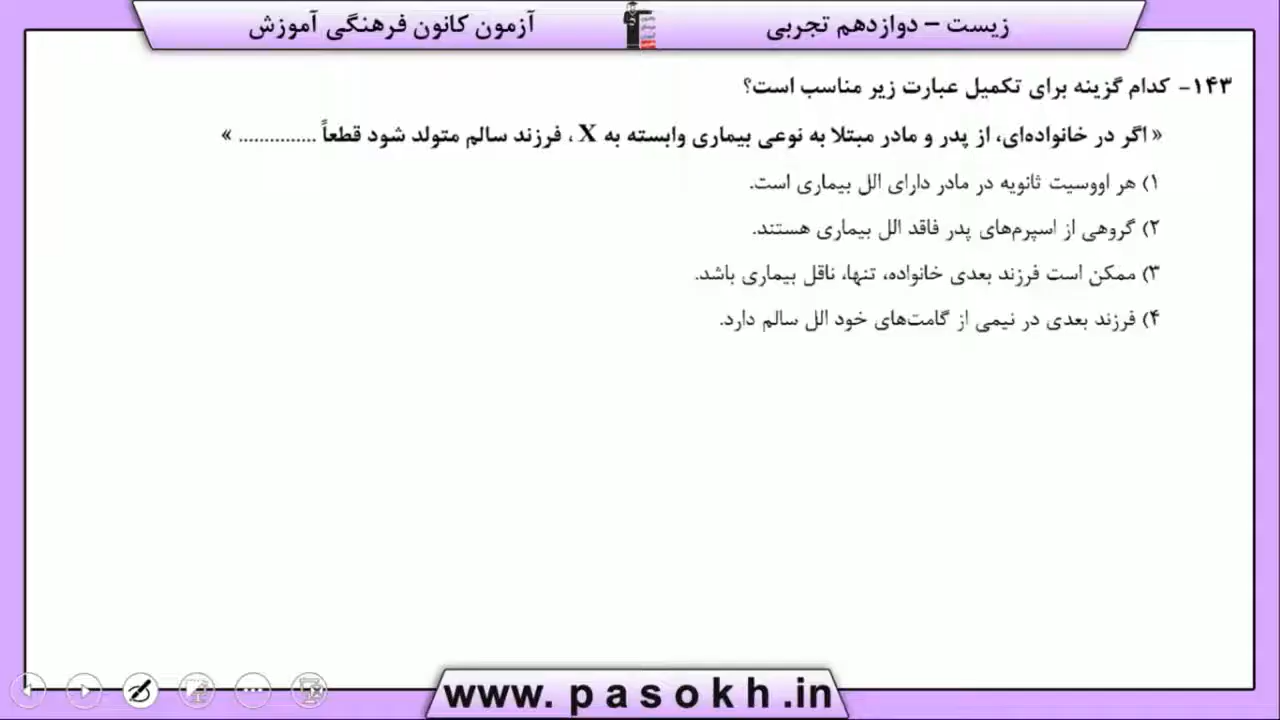 زیست – دوازدهم تجربی
آزمون کانون فرهنگی آموزش
۱۴۳- کدام گزینه برای تکمیل عبارت زیر مناسب است؟
« اگر در خانواده‌ای، از پدر و مادر مبتلا به نوعی بیماری وابسته به X ، فرزند سالم متولد شود قطعاً .............. »
۱) هر اووسیت ثانویه در مادر دارای الل بیماری است.
۲) گروهی از اسپرم‌های پدر فاقد الل بیماری هستند.
۳) ممکن است فرزند بعدی خانواده، تنها، ناقل بیماری باشد.
۴) فرزند بعدی در نیمی از گامت‌های خود الل سالم دارد.
www. p a s o k h .in